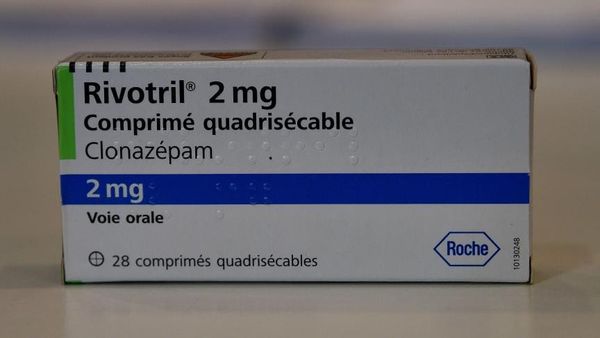 Rivotril® 2 mg
Comprimé quadrisécable
Clonazépam
2 mg
Voie orale
28 comprimés quadrisécables
Roche
10130248